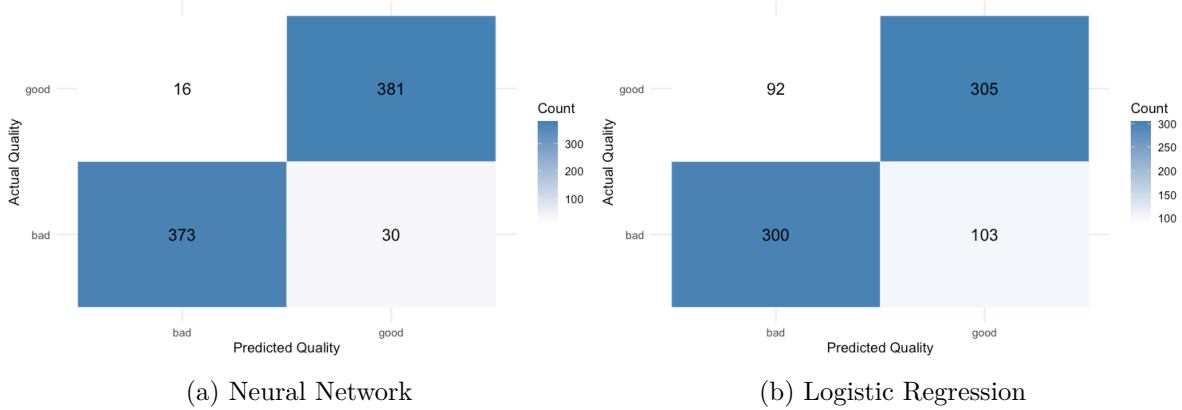 good
16
381
Actual Quality
bad
373
30
bad
good
Predicted Quality
Count
300
200
100
(a) Neural Network
good
92
305
Actual Quality
bad
300
103
bad
good
Predicted Quality
Count
300
250
200
150
100
(b) Logistic Regression